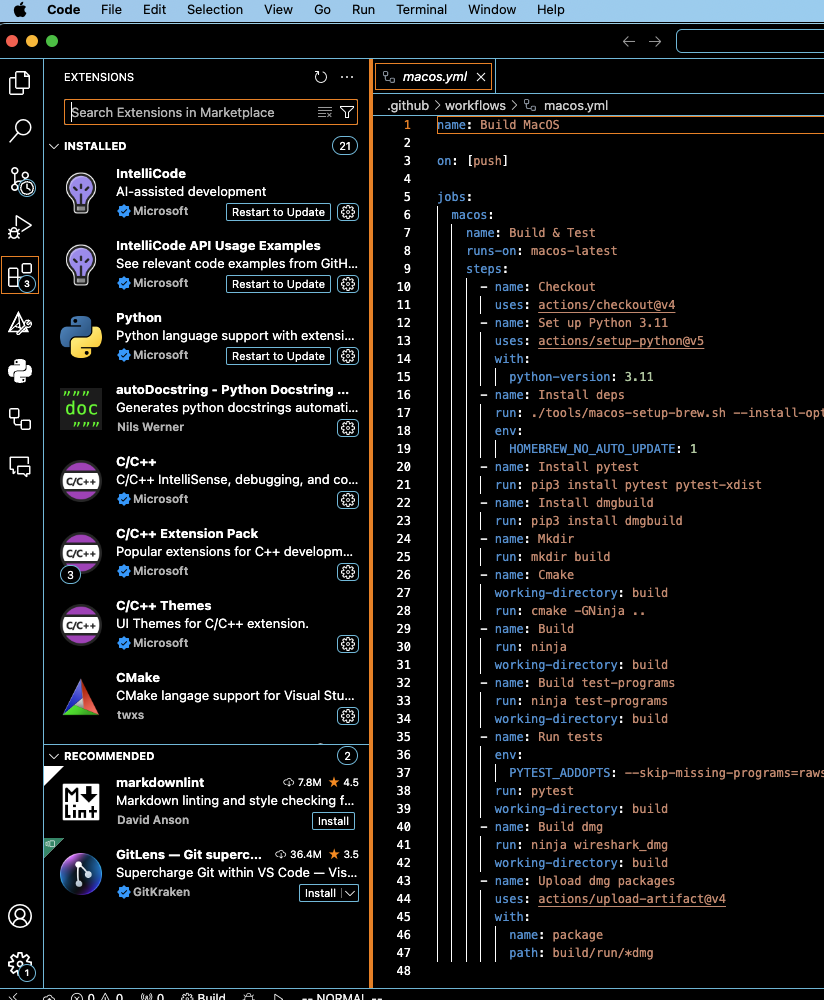 Code File Edit Selection View Go Run Terminal Window Help
EXTENSIONS
Search Extensions in Marketplace
INSTALLED 21
IntelliCode
AI-assisted development
Microsoft Restart to Update
IntelliCode API Usage Examples
See relevant code examples from GitH...
Microsoft Restart to Update
Python
Python language support with extensi...
Microsoft Restart to Update
""" doc """
autoDocstring - Python Docstring ...
Generates python docstrings automati...
Nils Werner
C/C++
C/C++
C/C++ IntelliSense, debugging, and co...
Microsoft
C/C++
3
C/C++ Extension Pack
Popular extensions for C++ developm...
Microsoft
C/C++
C/C++ Themes
UI Themes for C/C++ extension.
Microsoft
CMake
CMake langage support for Visual Stu...
twxs
RECOMMENDED 2
M Lint
markdownlint 7.8M 4.5
Markdown linting and style checking f...
David Anson Install
GitLens — Git superc... 36.4M 3.5
Supercharge Git within VS Code — Vis...
GitKraken Install
3
1
macos.yml
.github > workflows > macos.yml
1 name: Build MacOS
2
3 on: [push]
4
5 jobs:
6 macos:
7 name: Build & Test
8 runs-on: macos-latest
9 steps:
10 - name: Checkout
11 uses: actions/checkout@v4
12 - name: Set up Python 3.11
13 uses: actions/setup-python@v5
14 with:
15 python-version: 3.11
16 - name: Install deps
17 run: ./tools/macos-setup-brew.sh --install-opt
18 env:
19 HOMEBREW_NO_AUTO_UPDATE: 1
20 - name: Install pytest
21 run: pip3 install pytest pytest-xdist
22 - name: Install dmgbuild
23 run: pip3 install dmgbuild
24 - name: Mkdir
25 run: mkdir build
26 - name: Cmake
27 working-directory: build
28 run: cmake -GNinja ..
29 - name: Build
30 run: ninja
31 working-directory: build
32 - name: Build test-programs
33 run: ninja test-programs
34 working-directory: build
35 - name: Run tests
36 env:
37 PYTEST_ADDOPTS: --skip-missing-programs=raws
38 run: pytest
39 working-directory: build
40 - name: Build dmg
41 run: ninja wireshark_dmg
42 working-directory: build
43 - name: Upload dmg packages
44 uses: actions/upload-artifact@v4
45 with:
46 name: package
47 path: build/run/*dmg
48
0 0 0 Build -- NORMAL --